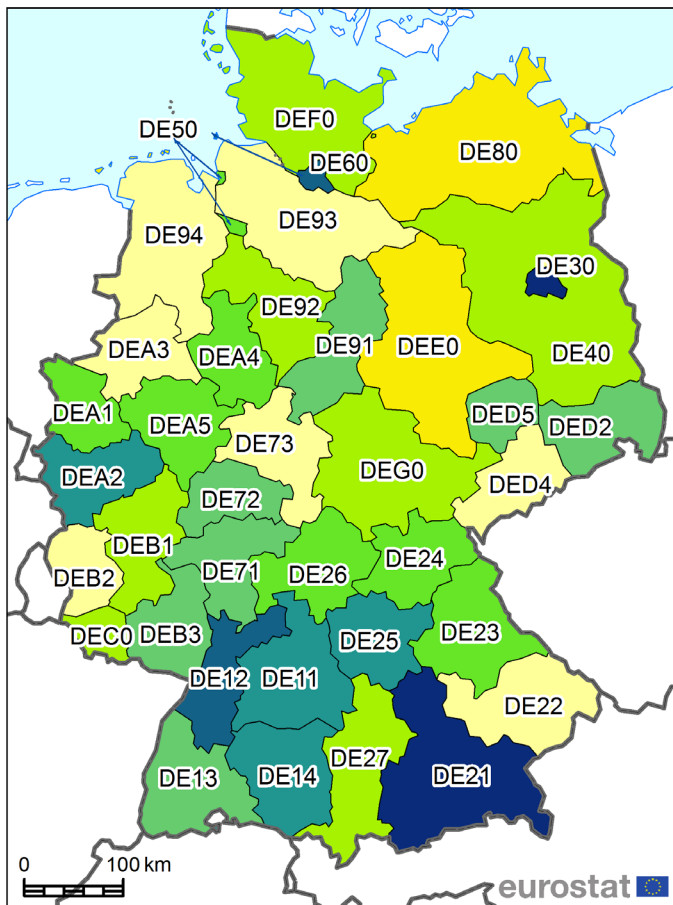 DE50
DEF0
DE60
DE80
DE94
DE93
DE30
DE92
DEA3
DEA4
DE91
DEE0
DE40
DEA1
DEA5
DED5
DED2
DE73
DEA2
DEG0
DED4
DE72
DEB1
DE24
DE71
DE26
DEB2
DEC0
DEB3
DE25
DE23
DE12
DE11
DE22
DE27
DE21
DE13
DE14
0 100 km
eurostat